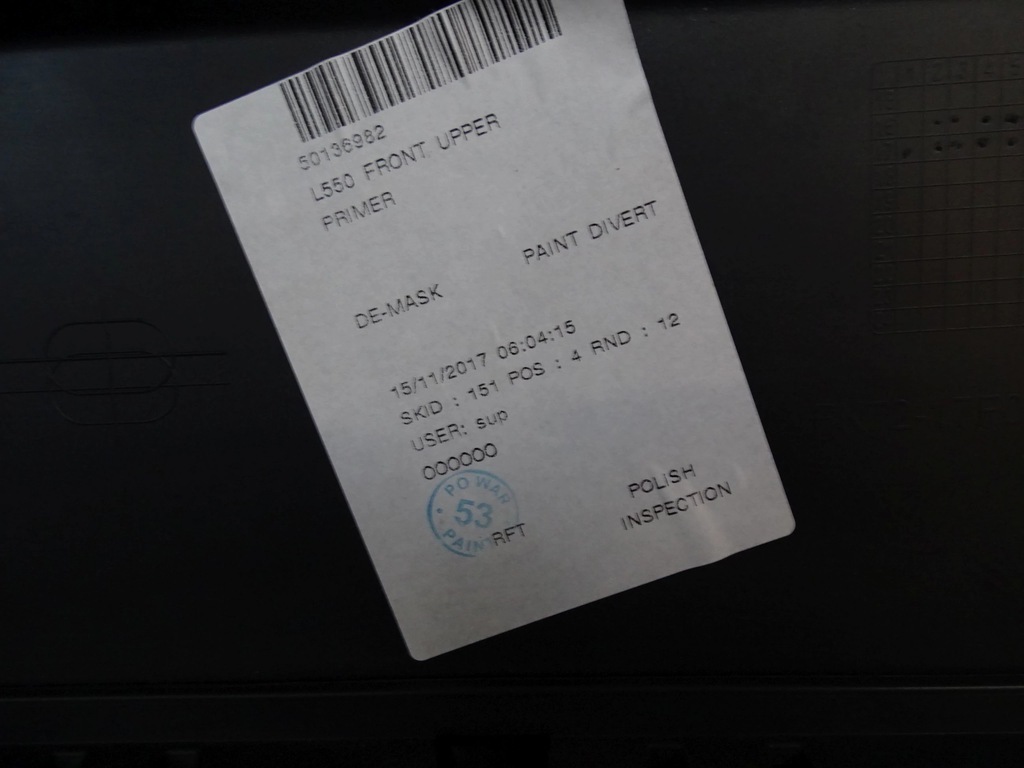 50136982
L550 FRONT UPPER
PRIMER
PAINT DIVERT
DE-MASK
15/11/2017 06:04:15
SKID : 151 POS : 4 RND : 12
USER: sup
000000
PO WAR
53
PAINT
RFT
POLISH
INSPECTION